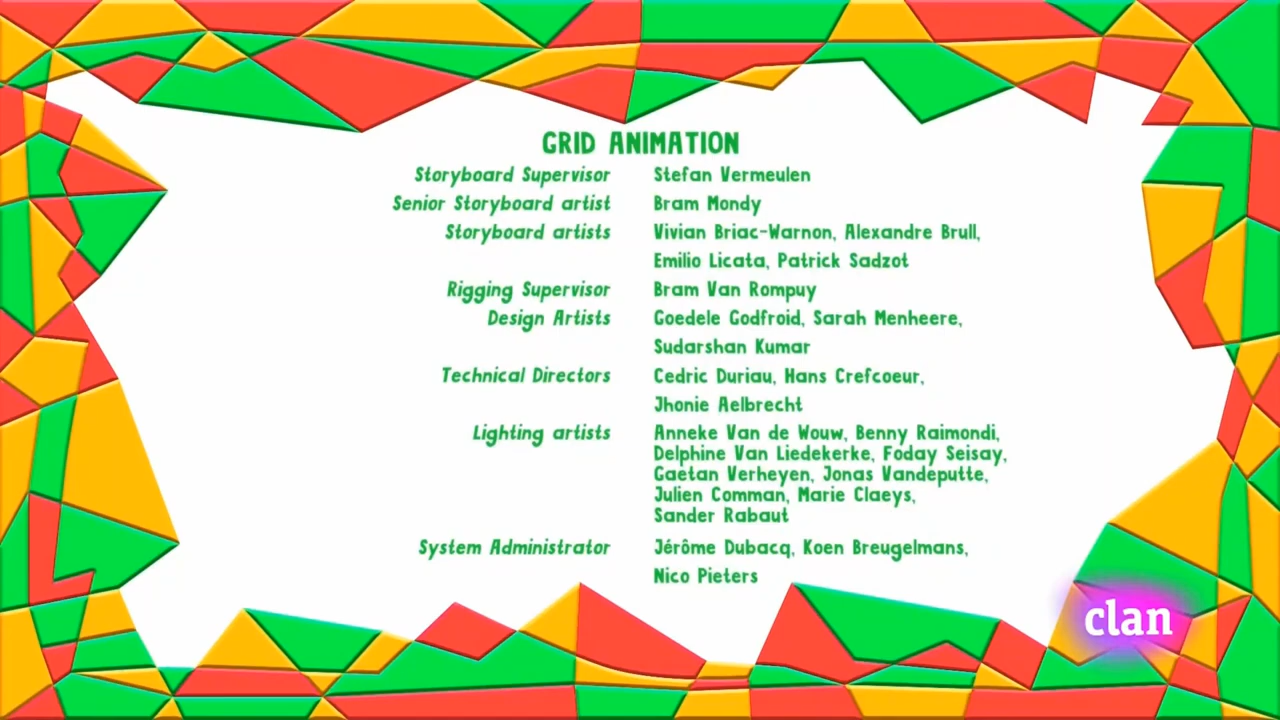 GRID ANIMATION
Storyboard Supervisor Stefan Vermeulen
Senior Storyboard artist Bram Mondy
Storyboard artists Vivian Briac-Warnon, Alexandre Brull,
Emilio Licata, Patrick Sadzot
Rigging Supervisor Bram Van Rompuy
Design Artists Goedele Godfroid, Sarah Menheere,
Sudarshan Kumar
Technical Directors Cedric Duriau, Hans Crefcoeur,
Jhonie Aelbrecht
Lighting artists Anneke Van de Wouw, Benny Raimondi,
Delphine Van Liedekerke, Foday Seisay,
Gaetan Verheyen, Jonas Vandeputte,
Julien Comman, Marie Claeys,
Sander Rabaut
System Administrator Jérôme Dubacq, Koen Breugelmans,
Nico Pieters
clan